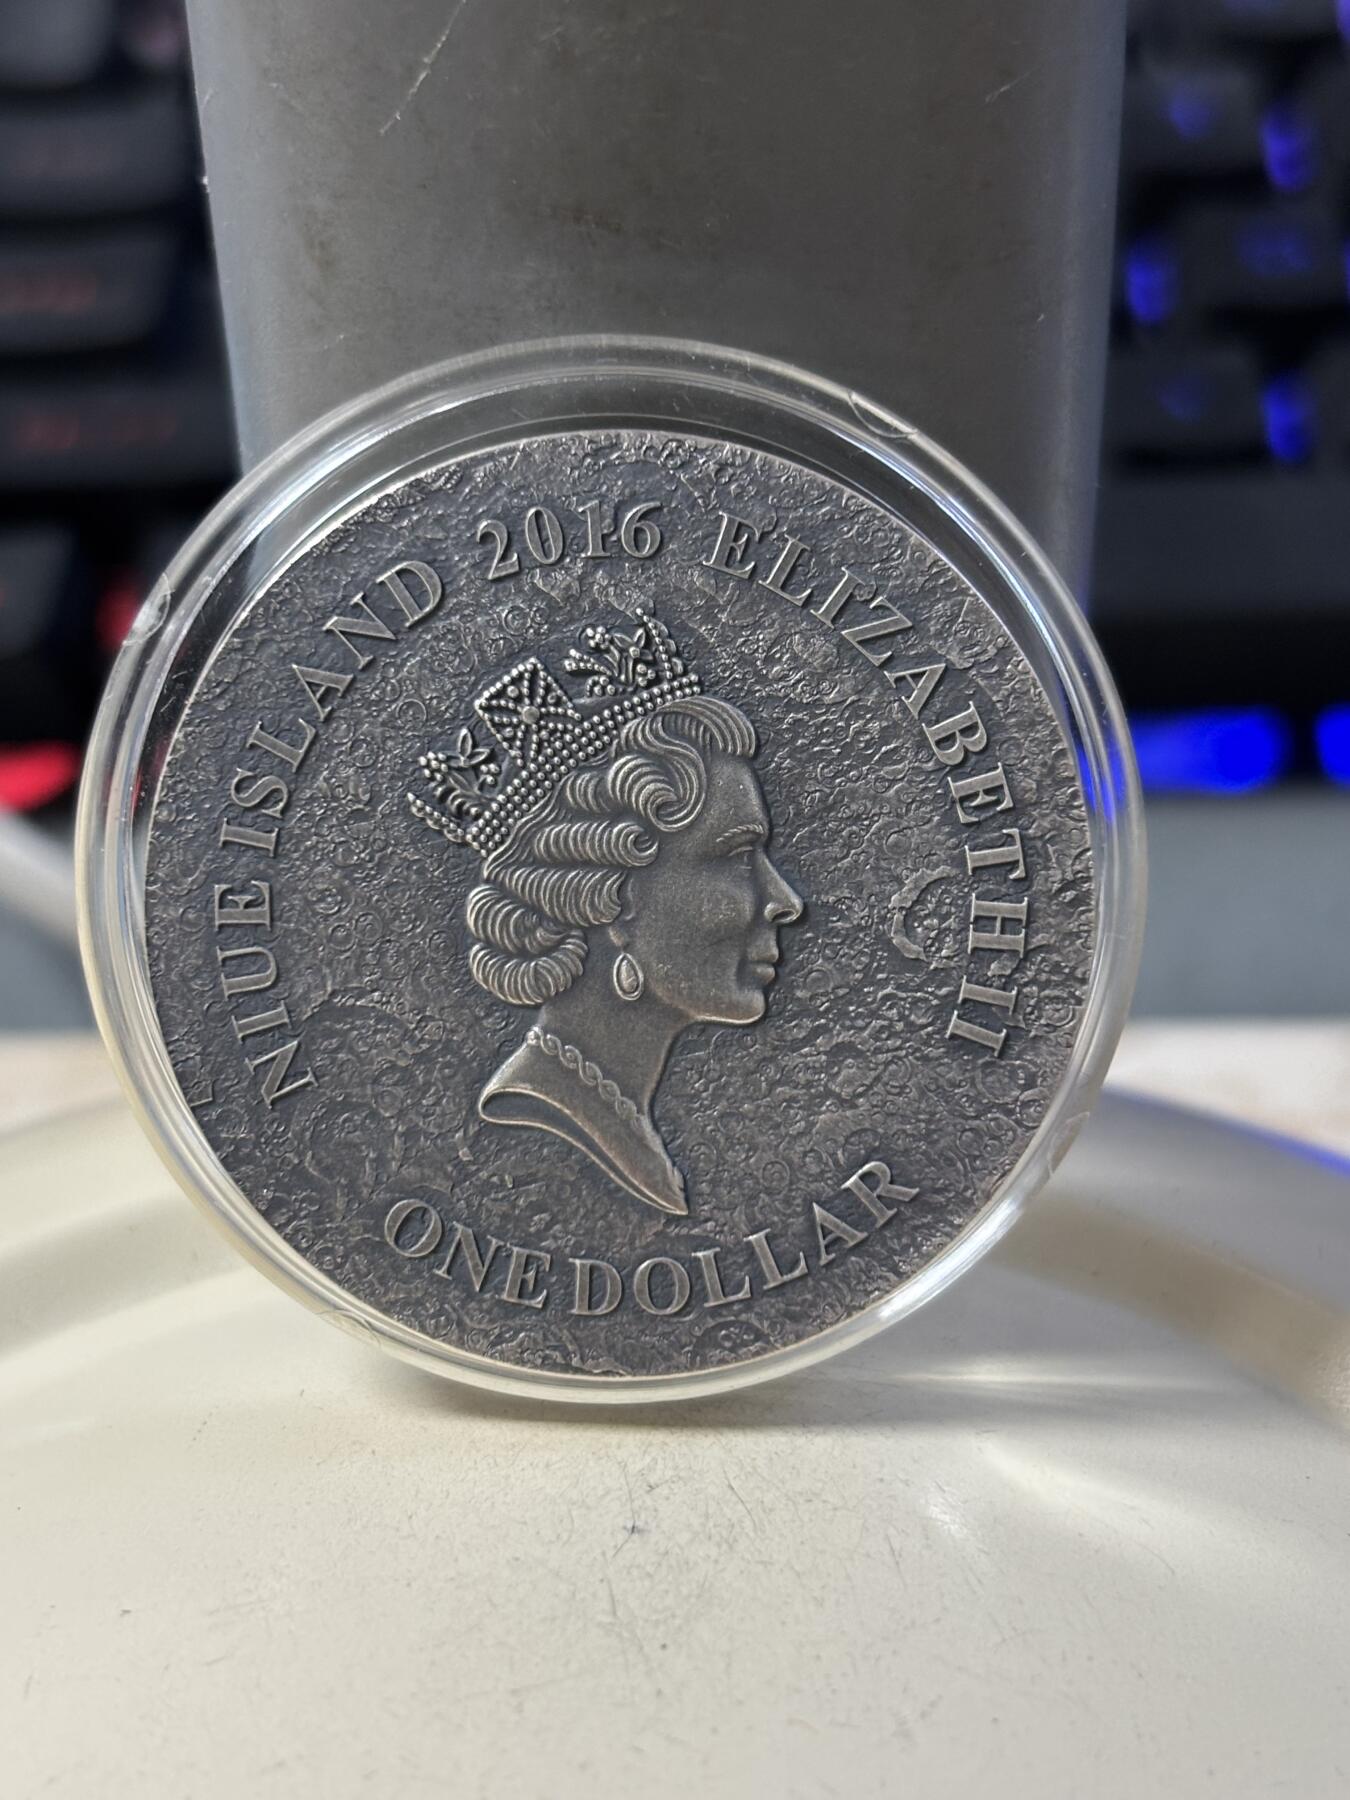 NIUE ISLAND 2016 ELIZABETH II
ONE DOLLAR